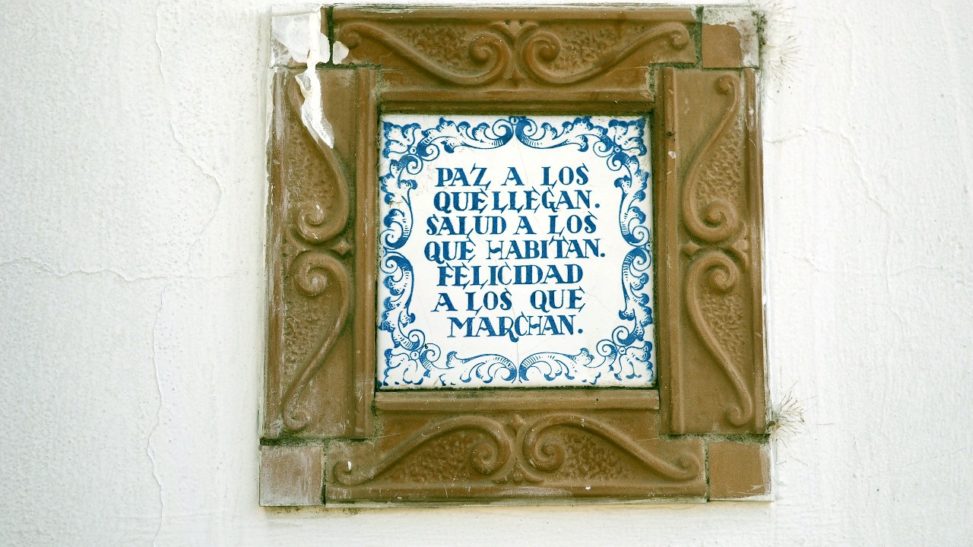 PAZ A LOS
QUE LLEGAN.
SALUD A LOS
QUE HABITAN.
FELICIDAD
A LOS QUE
MARCHAN.